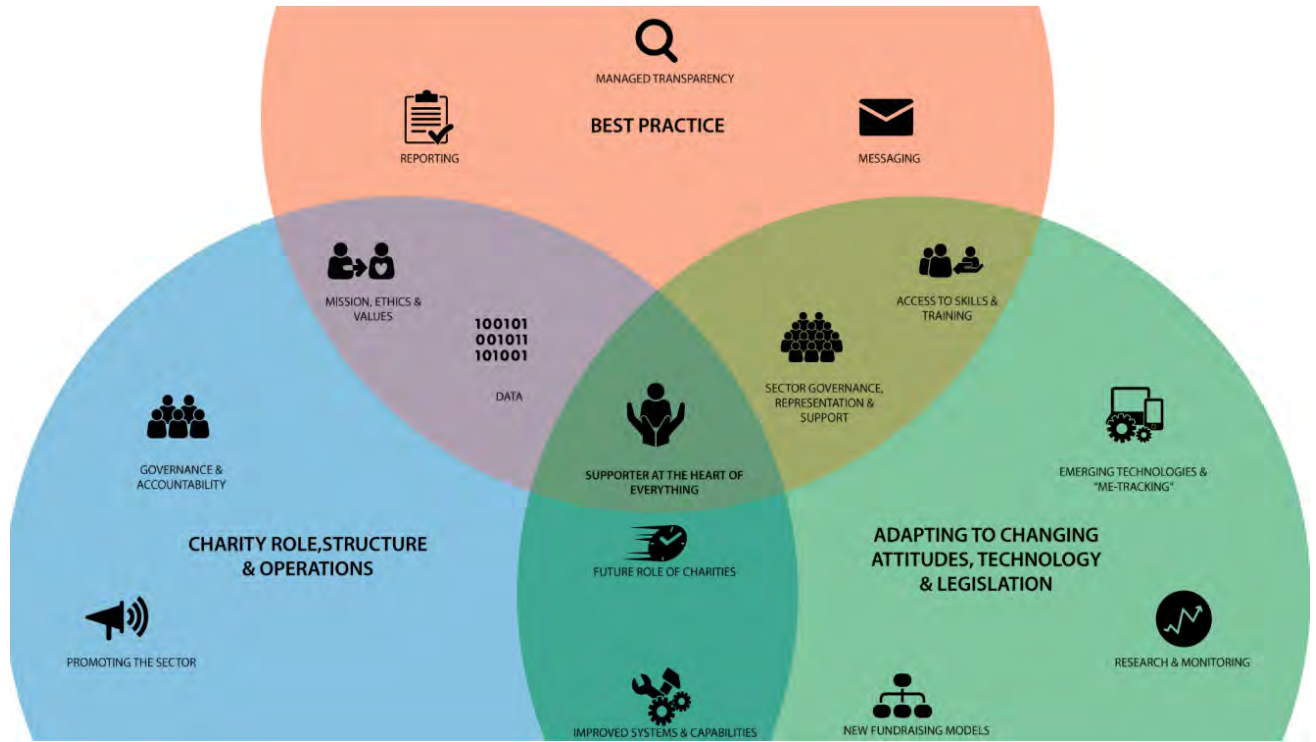 MANAGED TRANSPARENCY
BEST PRACTICE
REPORTING
MESSAGING
MISSION, ETHICS &
VALUES
100101
001011
101001
DATA
ACCESS TO SKILLS &
TRAINING
SECTOR GOVERNANCE,
REPRESENTATION &
SUPPORT
GOVERNANCE &
ACCOUNTABILITY
SUPPORTER AT THE HEART OF
EVERYTHING
EMERGING TECHNOLOGIES &
"ME-TRACKING"
CHARITY ROLE,STRUCTURE
& OPERATIONS
FUTURE ROLE OF CHARITIES
ADAPTING TO CHANGING
ATTITUDES, TECHNOLOGY
& LEGISLATION
PROMOTING THE SECTOR
RESEARCH & MONITORING
IMPROVED SYSTEMS & CAPABILITIES
NEW FUNDRAISING MODELS